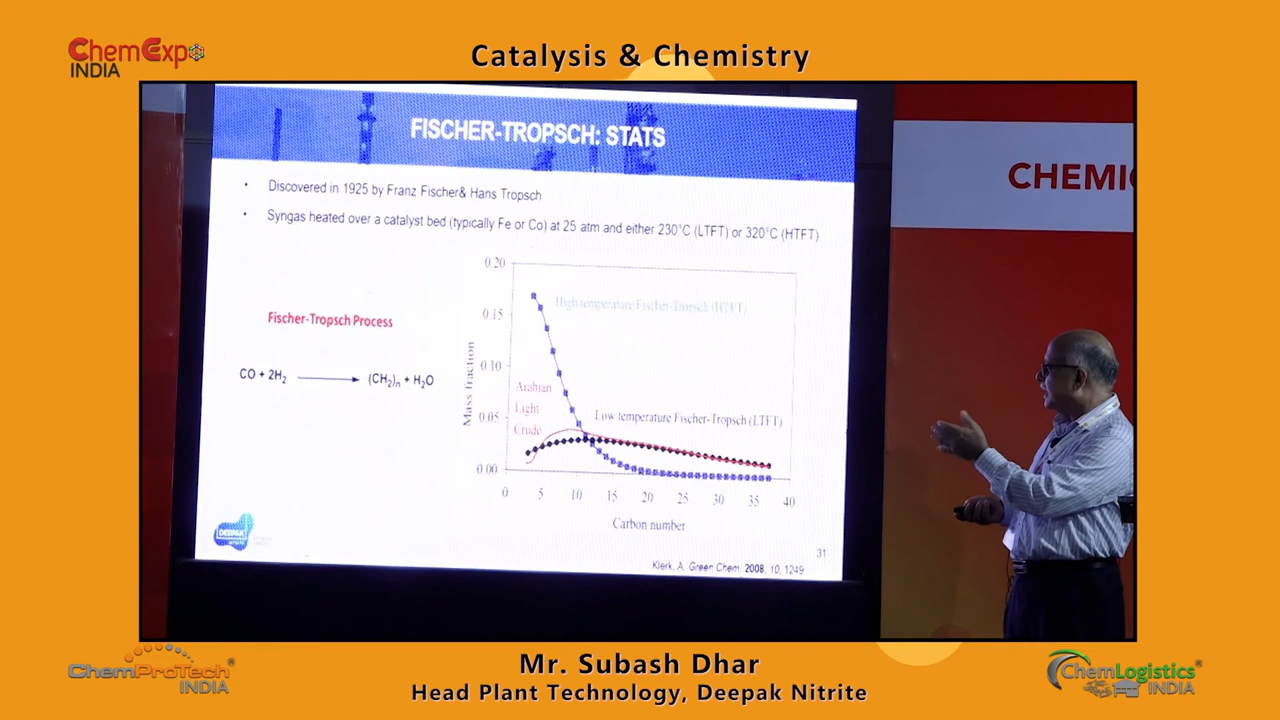 ChemExpo
INDIA
Catalysis & Chemistry
FISCHER-TROPSCH: STATS
• Discovered in 1925 by Franz Fischer& Hans Tropsch
• Syngas heated over a catalyst bed (typically Fe or Co) at 25 atm and either 230°C (LTFT) or 320°C (HTFT)
CHEMI
Fischer-Tropsch Process
CO + 2H₂ → (CH₂)ₙ + H₂O
0.20
0.15
0.10
0.05
0.00
Mass fraction
High temperature Fischer-Tropsch (HTFT)
Arabian
Light
Crude
Low temperature Fischer-Tropsch (LTFT)
0 5 10 15 20 25 30 35 40
Carbon number
DEEPAK
NITRITE
31
Klerk, A. Green Chem. 2008, 10, 1249
ChemProTech®
INDIA
Mr. Subash Dhar
Head Plant Technology, Deepak Nitrite
ChemLogistics®
INDIA